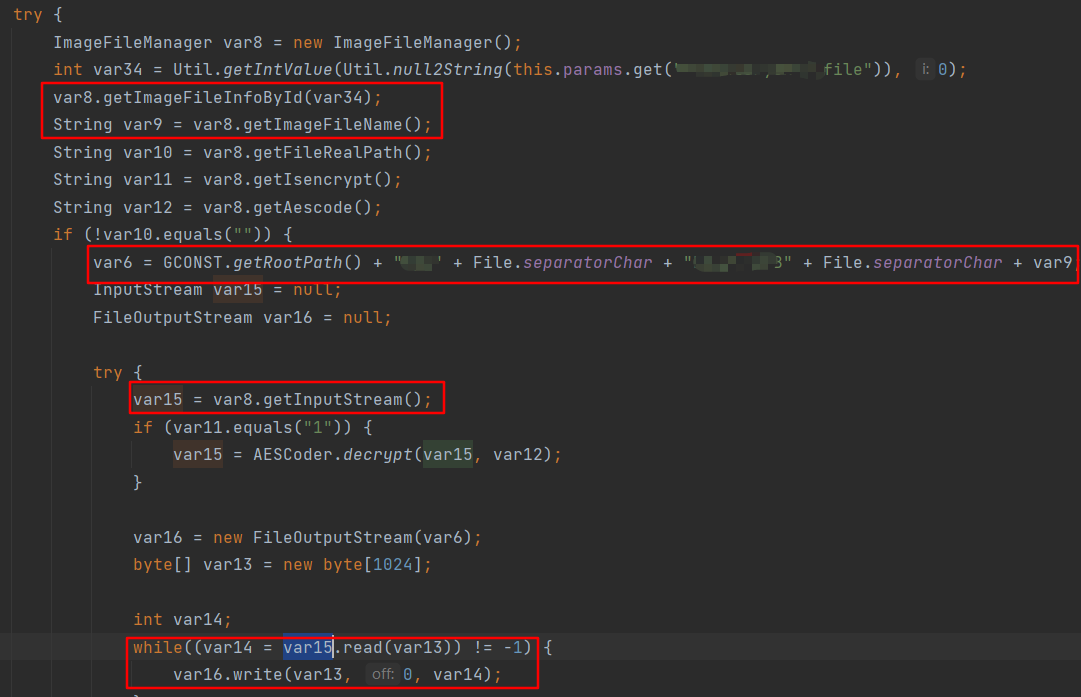 try {
ImageFileManager var8 = new ImageFileManager();
int var34 = Util.getIntValue(Util.null2String(this.params.get("file")), i: 0);
var8.getImageFileInfoById(var34);
String var9 = var8.getImageFileName();
String var10 = var8.getFileRealPath();
String var11 = var8.getIsencrypt();
String var12 = var8.getAescode();
if (!var10.equals("")) {
var6 = GCONST.getRootPath() + " " + File.separatorChar + "3" + File.separatorChar + var9
InputStream var15 = null;
FileOutputStream var16 = null;
try {
var15 = var8.getInputStream();
if (var11.equals("1")) {
var15 = AESCoder.decrypt(var15, var12);
}
var16 = new FileOutputStream(var6);
byte[] var13 = new byte[1024];
int var14;
while((var14 = var15.read(var13)) != -1) {
var16.write(var13, off: 0, var14);